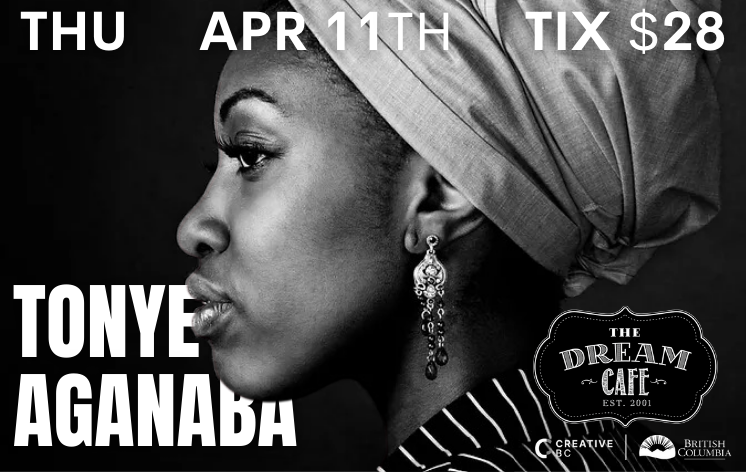 THU APR 11TH TIX $28
TONYE
AGANABA
THE
DREAM
CAFE
EST. 2001
CREATIVE
BC
BRITISH
COLUMBIA